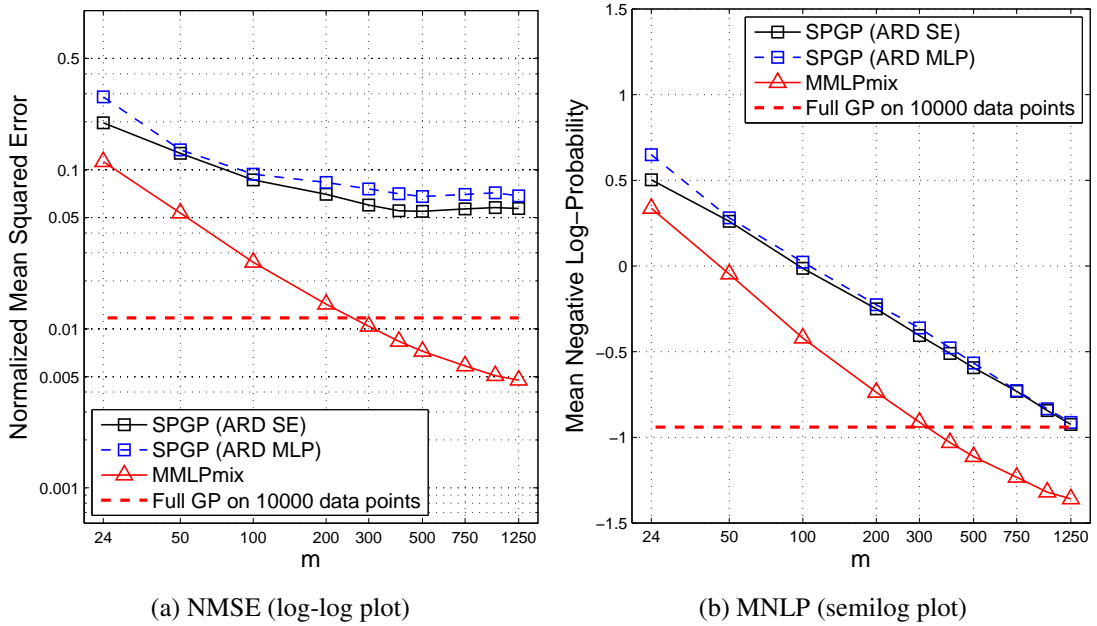 0.5
0.1
0.05
0.01
0.005
0.001
Normalized Mean Squared Error
SPGP (ARD SE)
SPGP (ARD MLP)
MMLPmix
Full GP on 10000 data points
24 50 100 200 300 500 750 1250
m
(a) NMSE (log-log plot)
1.5
1
0.5
0
−0.5
−1
−1.5
Mean Negative Log−Probability
SPGP (ARD SE)
SPGP (ARD MLP)
MMLPmix
Full GP on 10000 data points
24 50 100 200 300 500 750 1250
m
(b) MNLP (semilog plot)